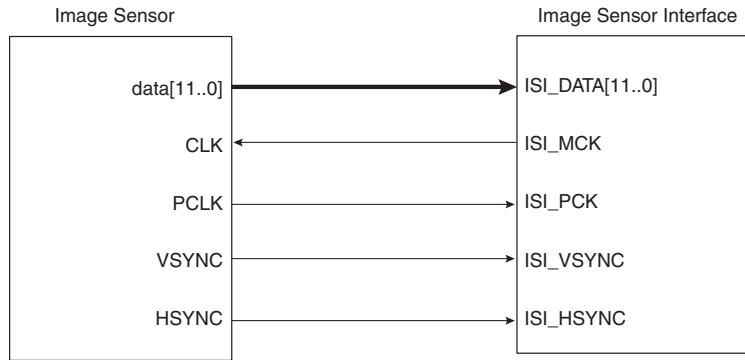 Image Sensor
Image Sensor Interface
data[11..0]
ISI_DATA[11..0]
CLK
ISI_MCK
PCLK
ISI_PCK
VSYNC
ISI_VSYNC
HSYNC
ISI_HSYNC